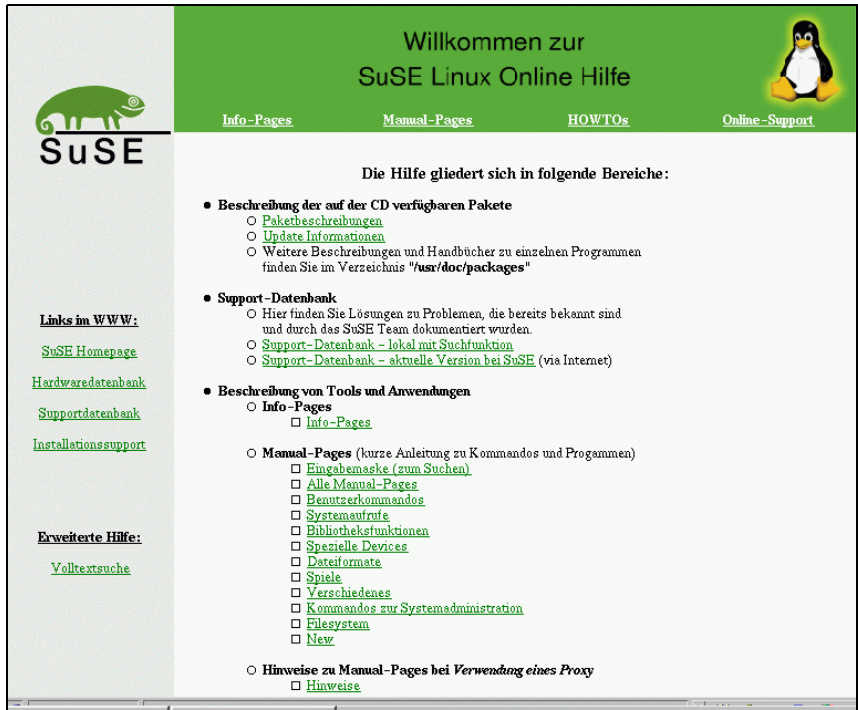 Willkommen zur
SuSE Linux Online Hilfe
Info-Pages Manual-Pages HOWTOs Online-Support
SuSE
Links im WWW:
SuSE Homepage
Hardwaredatenbank
Supportdatenbank
Installationssupport
Erweiterte Hilfe:
Volltextsuche
Die Hilfe gliedert sich in folgende Bereiche:
Beschreibung der auf der CD verfügbaren Pakete
Paketbeschreibungen
Update Informationen
Weitere Beschreibungen und Handbücher zu einzelnen Programmen
finden Sie im Verzeichnis "/usr/doc/packages"
Support-Datenbank
Hier finden Sie Lösungen zu Problemen, die bereits bekannt sind
und durch das SuSE Team dokumentiert wurden.
Support-Datenbank - lokal mit Suchfunktion
Support-Datenbank - aktuelle Version bei SuSE (via Internet)
Beschreibung von Tools und Anwendungen
Info-Pages
Info-Pages
Manual-Pages (kurze Anleitung zu Kommandos und Progammen)
Eingabemaske (zum Suchen)
Alle Manual-Pages
Benutzerkommandos
Systemaufrufe
Bibliotheksfunktionen
Spezielle Devices
Dateiformate
Spiele
Verschiedenes
Kommandos zur Systemadministration
Filesystem
New
Hinweise zu Manual-Pages bei Verwendung eines Proxy
Hinweise